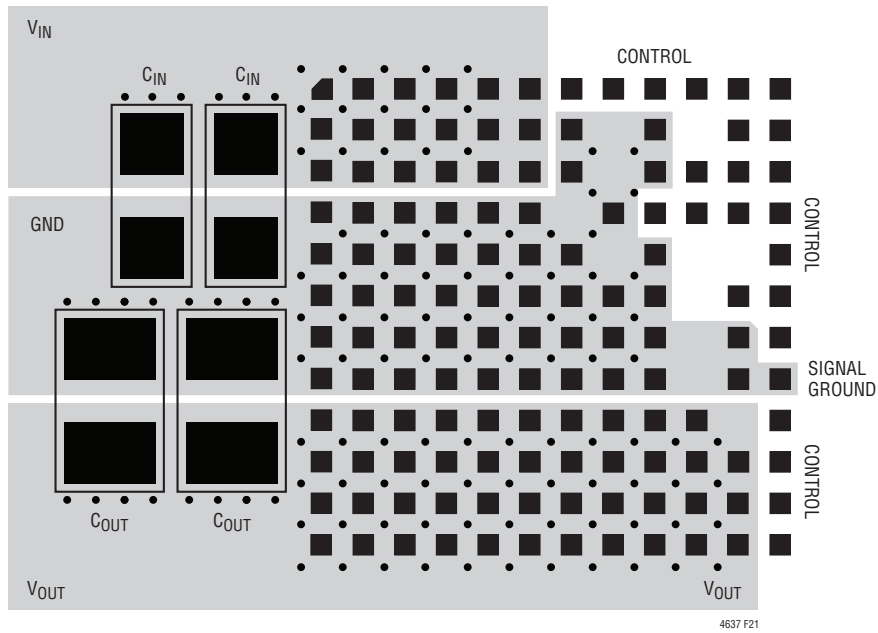 VIN
CONTROL
CIN
CIN
GND
CONTROL
SIGNAL
GROUND
CONTROL
COUT
COUT
VOUT
VOUT
4637 F21